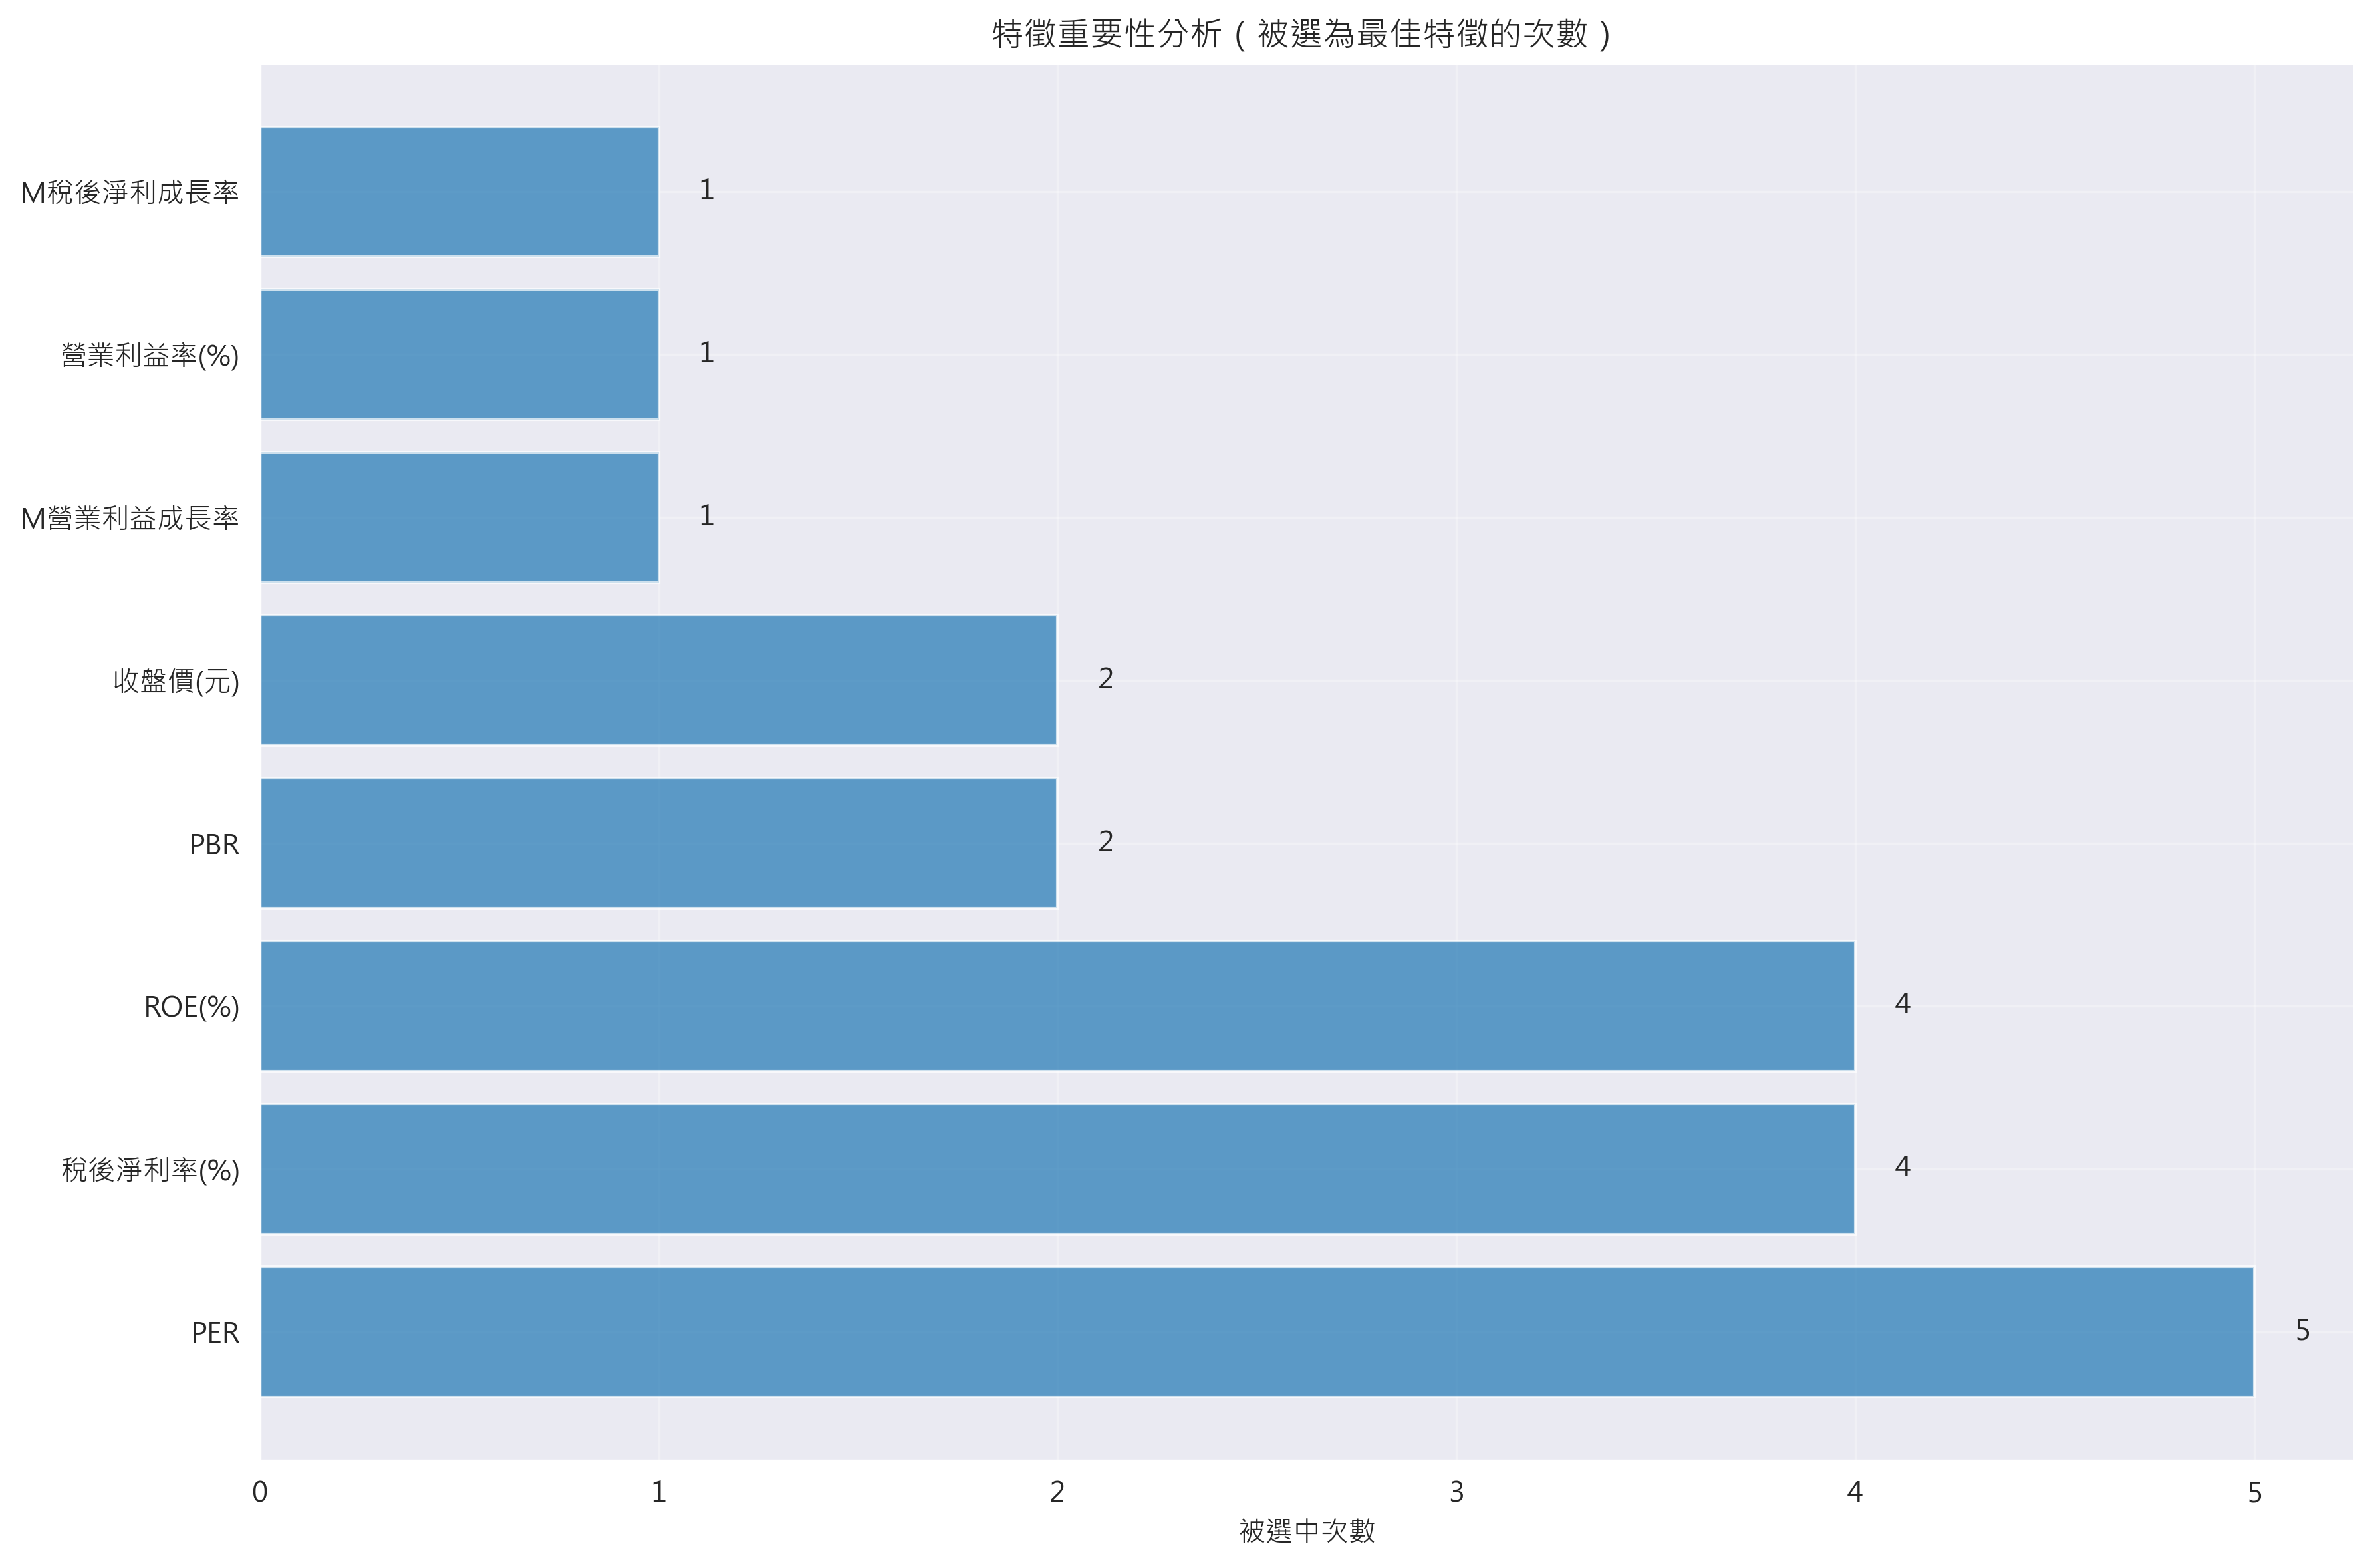 特徵重要性分析（被選為最佳特徵的次數）
M稅後淨利成長率 1
營業利益率(%) 1
M營業利益成長率 1
收盤價(元) 2
PBR 2
ROE(%) 4
稅後淨利率(%) 4
PER 5
0 1 2 3 4 5
被選中次數